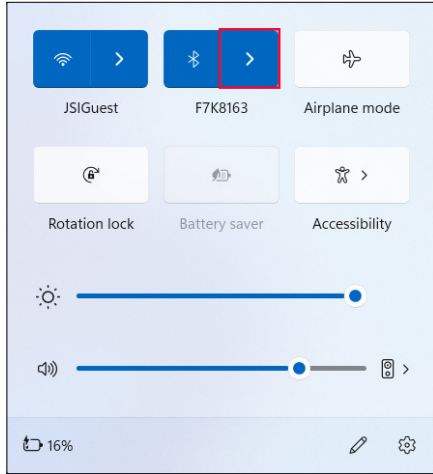 JSIGuest
F7K8163
Airplane mode
Rotation lock
Battery saver
Accessibility
16%